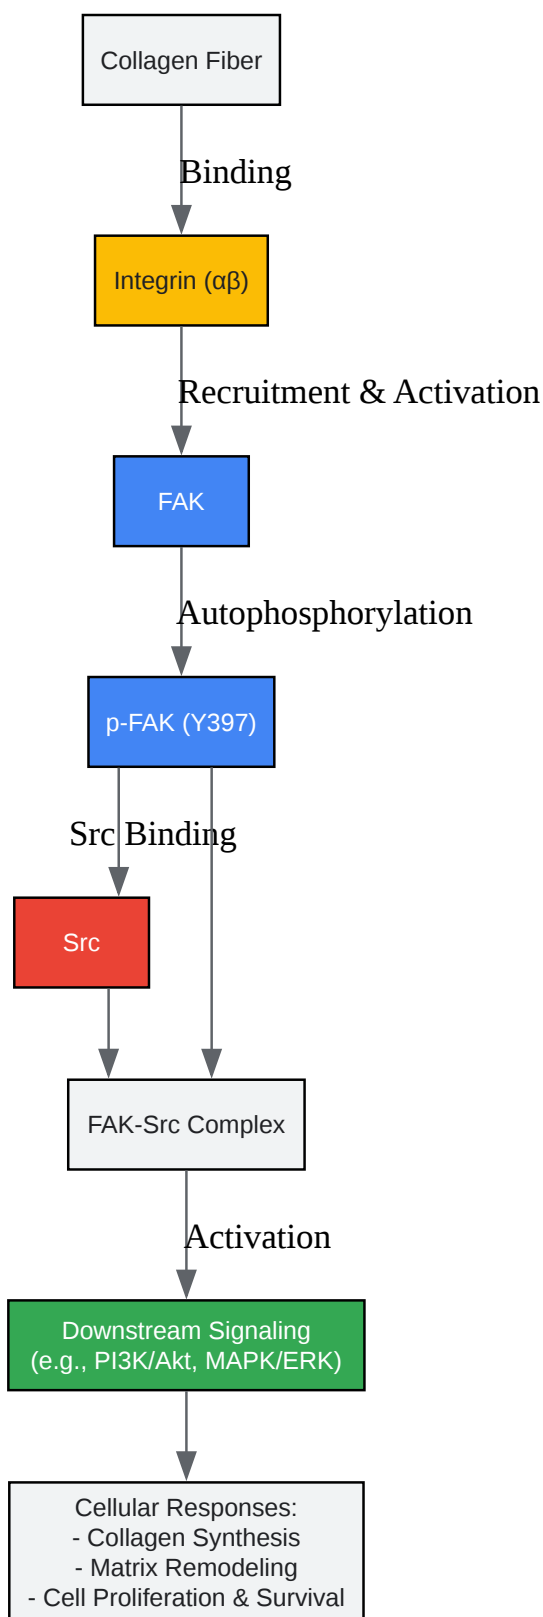 Collagen Fiber
Binding
Integrin (αβ)
Recruitment & Activation
FAK
Autophosphorylation
p-FAK (Y397)
Src Binding
Src
FAK-Src Complex
Activation
Downstream Signaling
(e.g., PI3K/Akt, MAPK/ERK)
Cellular Responses:
- Collagen Synthesis
- Matrix Remodeling
- Cell Proliferation & Survival